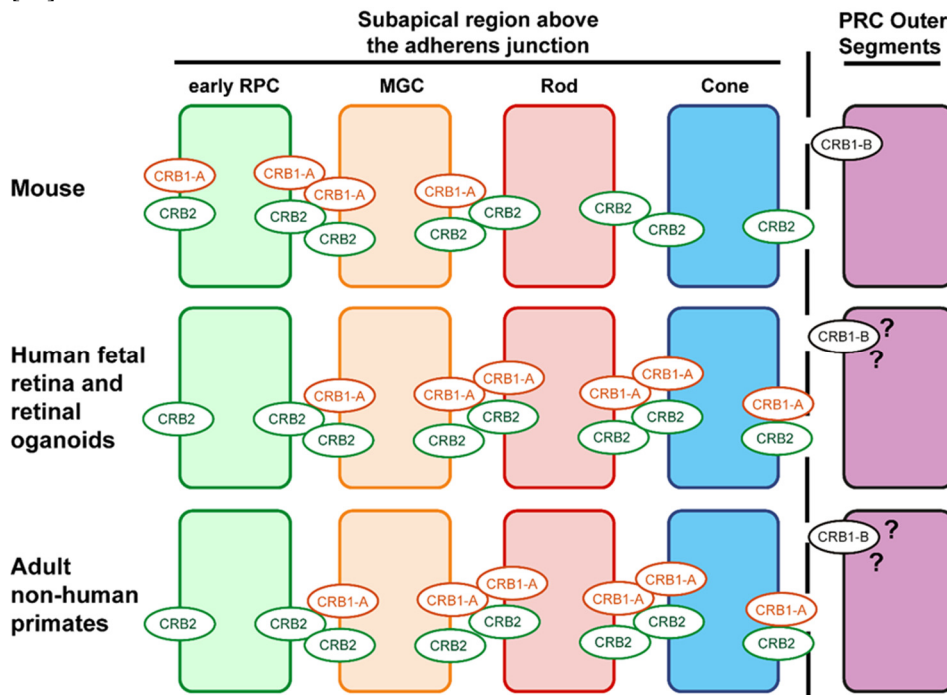 Subapical region above
the adherens junction
PRC Outer
Segments
early RPC
MGC
Rod
Cone
Mouse
CRB1-A
CRB1-A
CRB1-A
CRB1-A
CRB2
CRB2
CRB2
CRB2
CRB2
CRB2
CRB2
CRB2
CRB1-B
Human fetal
retina and
retinal
oganoids
CRB1-A
CRB1-A
CRB1-A
CRB1-A
CRB1-A
CRB1-A
CRB2
CRB2
CRB2
CRB2
CRB2
CRB2
CRB2
CRB2
CRB1-B
?
?
Adult
non-human
primates
CRB1-A
CRB1-A
CRB1-A
CRB1-A
CRB1-A
CRB1-A
CRB2
CRB2
CRB2
CRB2
CRB2
CRB2
CRB2
CRB2
CRB1-B
?
?